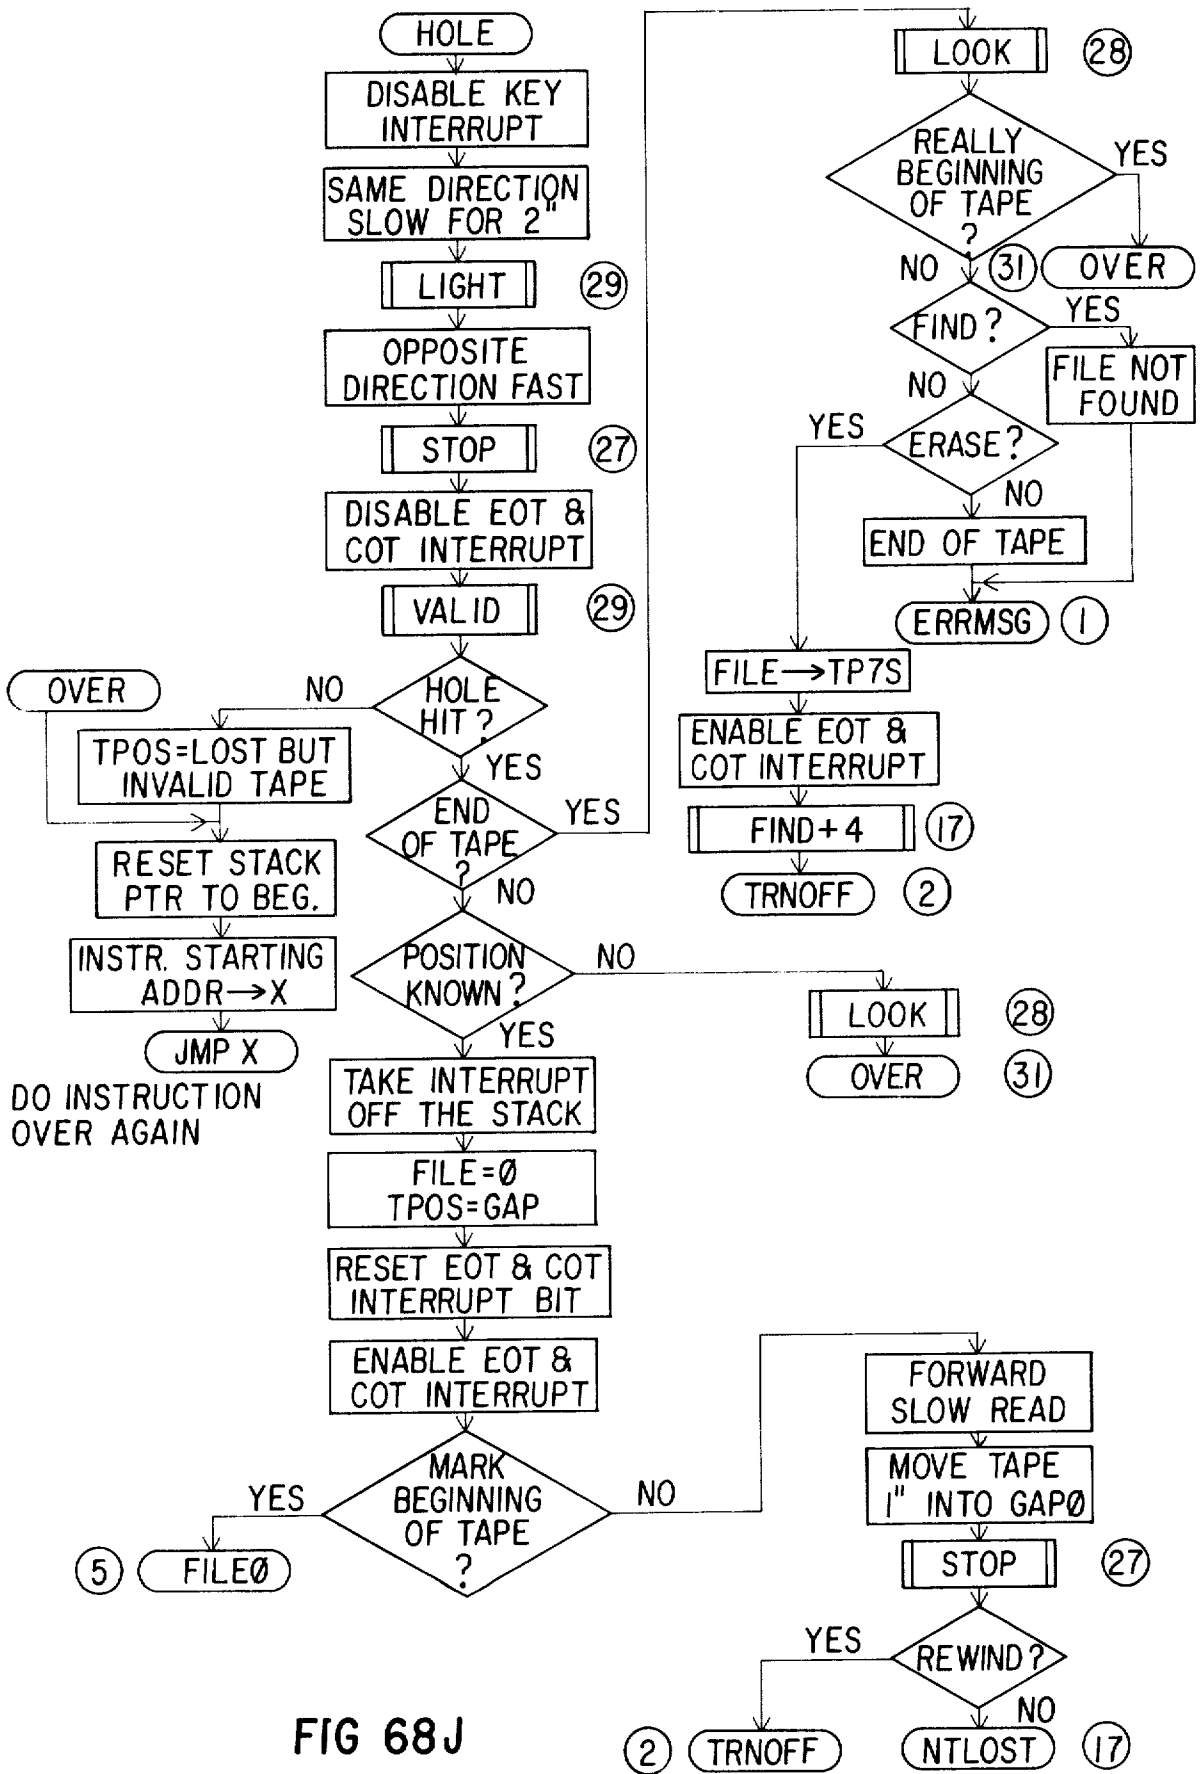 HOLE
DISABLE KEY
INTERRUPT
SAME DIRECTION
SLOW FOR 2"
LIGHT
29
OPPOSITE
DIRECTION FAST
STOP
27
DISABLE EOT &
COT INTERRUPT
VALID
29
HOLE
HIT?
NO
YES
OVER
TPOS=LOST BUT
INVALID TAPE
RESET STACK
PTR TO BEG.
INSTR. STARTING
ADDR→X
JMP X
DO INSTRUCTION
OVER AGAIN
END
OF TAPE
?
YES
NO
POSITION
KNOWN?
NO
YES
LOOK
28
OVER
31
TAKE INTERRUPT
OFF THE STACK
FILE=Ø
TPOS=GAP
RESET EOT & COT
INTERRUPT BIT
ENABLE EOT &
COT INTERRUPT
MARK
BEGINNING
OF TAPE
?
YES
NO
5
FILEØ
LOOK
28
REALLY
BEGINNING
OF TAPE
?
YES
NO
31
OVER
FIND?
YES
NO
FILE NOT
FOUND
ERASE?
YES
NO
END OF TAPE
ERRMSG
1
FILE→TP7S
ENABLE EOT &
COT INTERRUPT
FIND+4
17
TRNOFF
2
FORWARD
SLOW READ
MOVE TAPE
1" INTO GAPØ
STOP
27
REWIND?
YES
NO
2
TRNOFF
NTLOST
17
FIG 68J